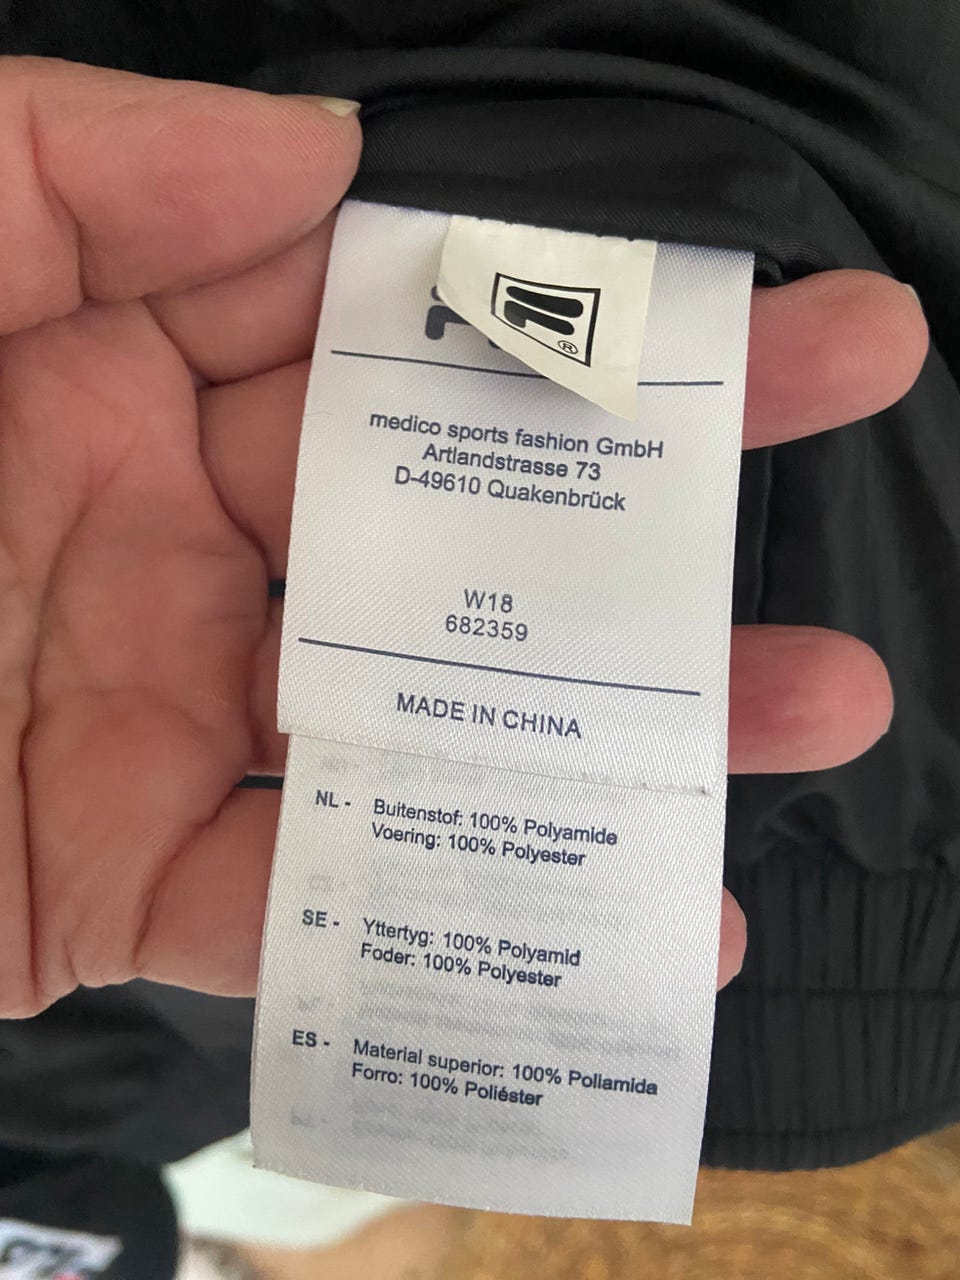 ®
medico sports fashion GmbH
Artlandstrasse 73
D-49610 Quakenbrück
W18
682359
MADE IN CHINA
NL - Buitenstof: 100% Polyamide
Voering: 100% Polyester
SE - Yttertyg: 100% Polyamid
Foder: 100% Polyester
ES - Material superior: 100% Poliamida
Forro: 100% Poliéster